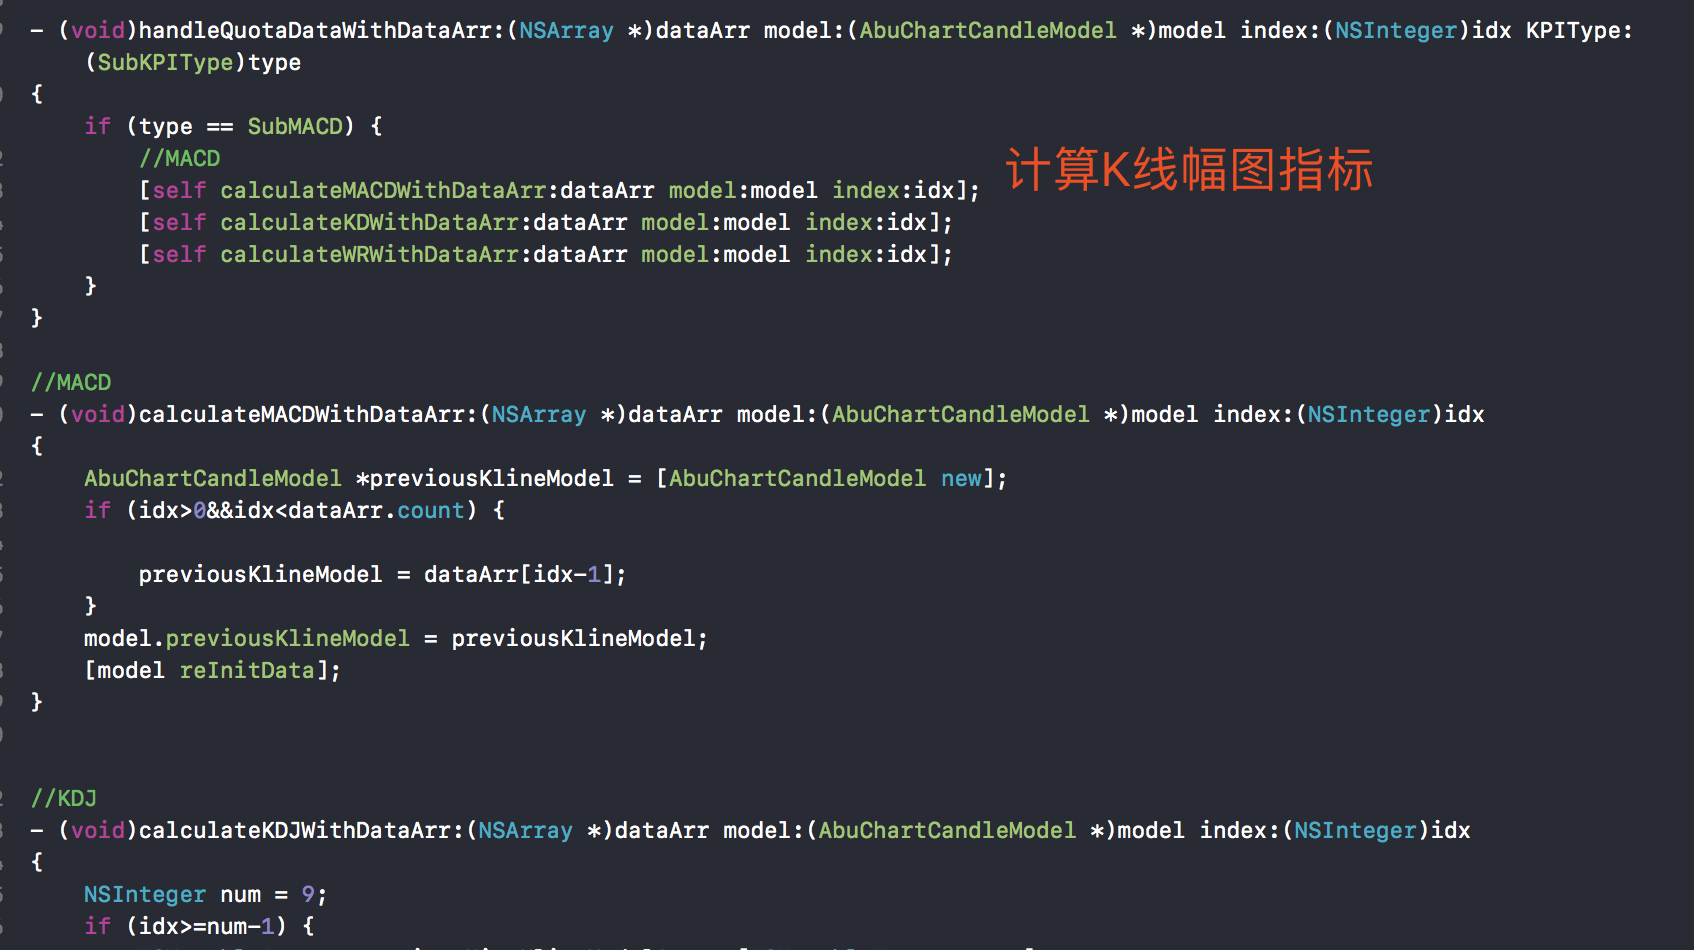 - (void)handleQuotaDataWithDataArr:(NSArray *)dataArr model:(AbuChartCandleModel *)model index:(NSInteger)idx KPIType:
(SubKPIType)type
{
if (type == SubMACD) {
//MACD
计算K线幅图指标
[self calculateMACDWithDataArr:dataArr model:model index:idx];
[self calculateKDWithDataArr:dataArr model:model index:idx];
[self calculateWRWithDataArr:dataArr model:model index:idx];
}
}
//MACD
- (void)calculateMACDWithDataArr:(NSArray *)dataArr model:(AbuChartCandleModel *)model index:(NSInteger)idx
{
AbuChartCandleModel *previousKlineModel = [AbuChartCandleModel new];
if (idx>0&&idx<dataArr.count) {
previousKlineModel = dataArr[idx-1];
}
model.previousKlineModel = previousKlineModel;
[model reInitData];
}
//KDJ
- (void)calculateKDJWithDataArr:(NSArray *)dataArr model:(AbuChartCandleModel *)model index:(NSInteger)idx
{
NSInteger num = 9;
if (idx>=num-1) {